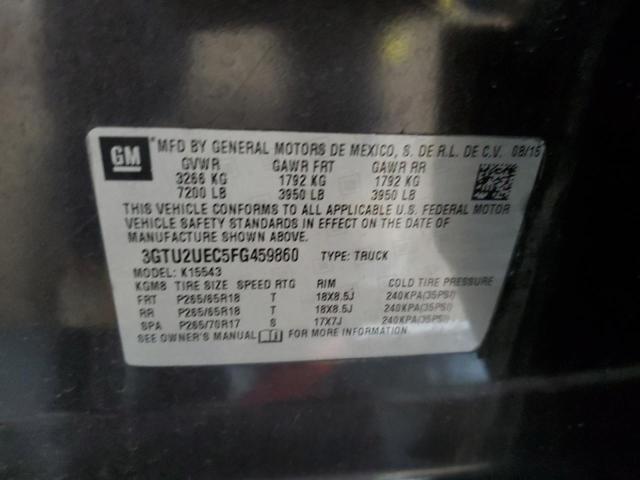 GM
*MFD BY GENERAL MOTORS DE MEXICO, S. DE R.L. DE C.V. 08/15
GVWR GAWR FRT GAWR RR
3266 KG 1792 KG 1792 KG
7200 LB 3950 LB 3950 LB
THIS VEHICLE CONFORMS TO ALL APPLICABLE U.S. FEDERAL MOTOR
VEHICLE SAFETY STANDARDS IN EFFECT ON THE DATE OF
MANUFACTURE SHOWN ABOVE.
3GTU2UEC5FG459860 TYPE: TRUCK
MODEL: K15543
KGM8 TIRE SIZE SPEED RTG RIM COLD TIRE PRESSURE
FRT P265/65R18 T 18X8.5J 240KPA(35PSI)
RR P265/65R18 T 18X8.5J 240KPA(35PSI)
SPA P265/70R17 S 17X7J 240KPA(35PSI)
SEE OWNER'S MANUAL FOR MORE INFORMATION